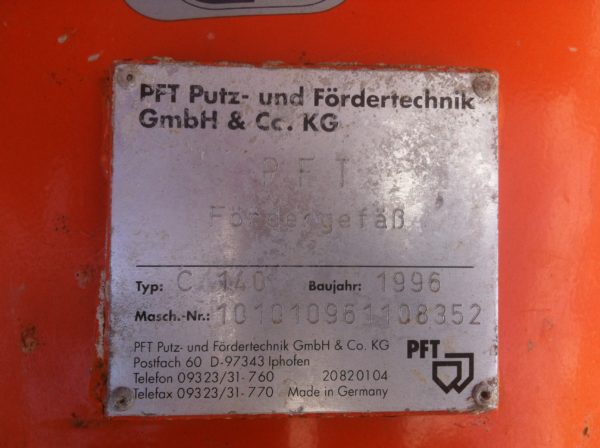 PFT Putz- und Fördertechnik
GmbH & Co. KG
PFT
Fördergefäß
Typ: C 140 Baujahr: 1996
Masch.-Nr.: 101010961108352
PFT Putz- und Fördertechnik GmbH & Co. KG
Postfach 60 D-97343 Iphofen
Telefon 09323/31-760 20820104
Telefax 09323/31-770 Made in Germany
PFT